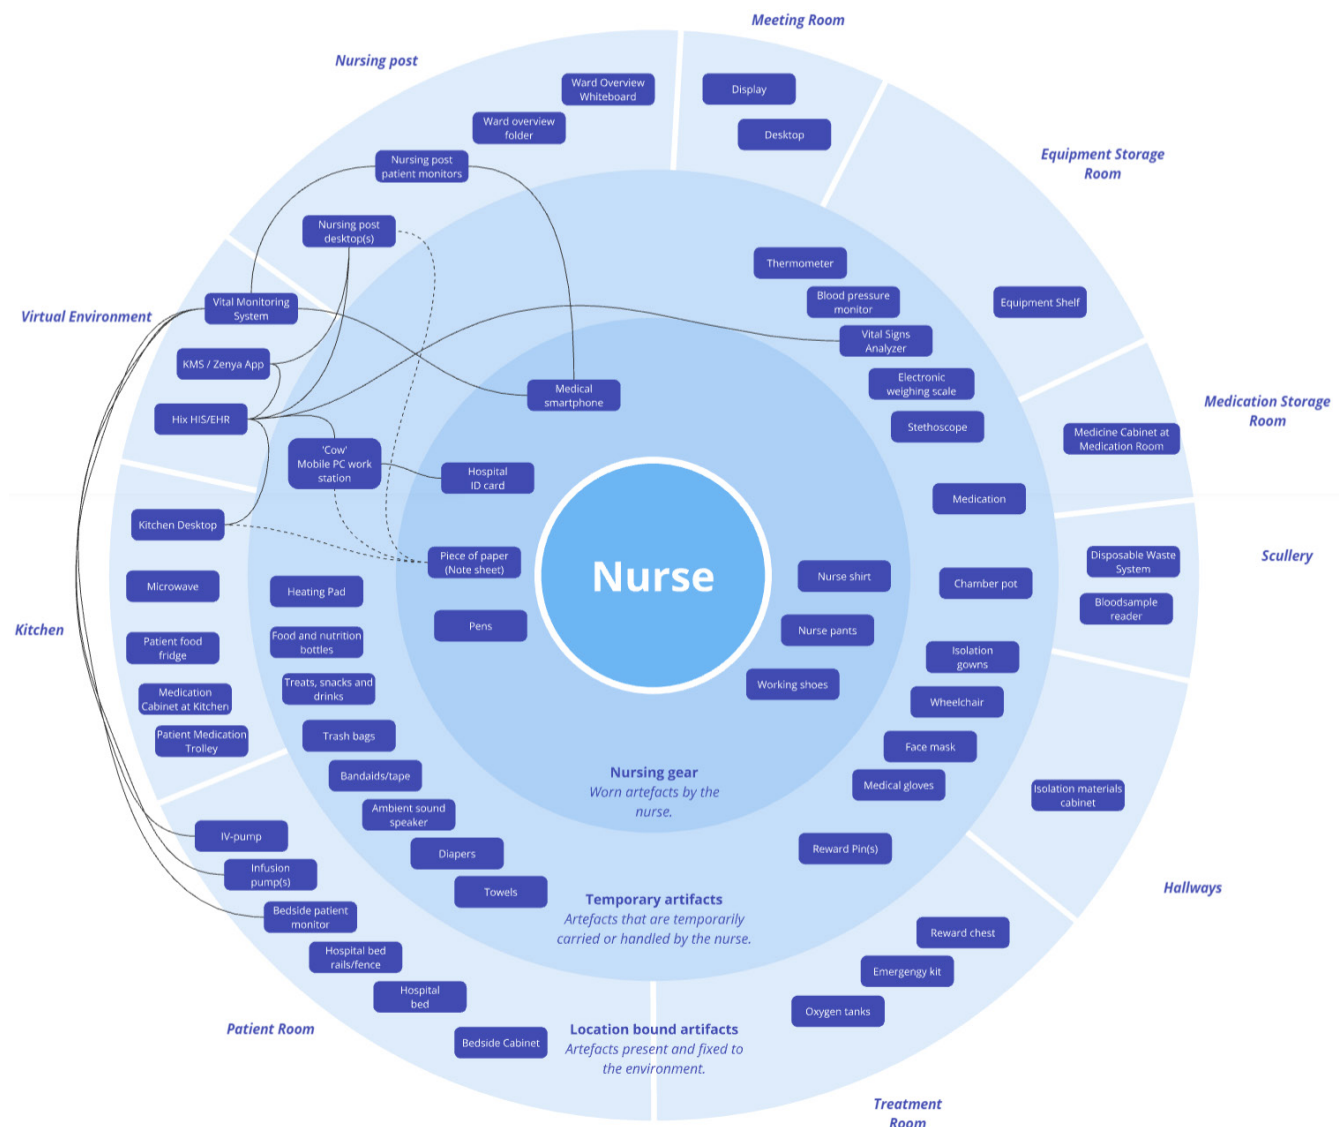 Meeting Room
Nursing post
Ward Overview
Whiteboard
Display
Ward overview
folder
Desktop
Nursing post
patient monitors
Equipment Storage
Room
Nursing post
desktop(s)
Thermometer
Virtual Environment
Vital Monitoring
System
Blood pressure
monitor
Equipment Shelf
Vital Signs
Analyzer
KMS / Zenya App
Electronic
weighing scale
Medical
smartphone
Medication Storage
Room
Hix HIS/EHR
Stethoscope
Medicine Cabinet at
Medication Room
'Cow'
Mobile PC work
station
Hospital
ID card
Medication
Kitchen Desktop
Piece of paper
(Note sheet)
Disposable Waste
System
Scullery
Nurse
Nurse shirt
Chamber pot
Microwave
Heating Pad
Bloodsample
reader
Kitchen
Pens
Nurse pants
Patient food
fridge
Food and nutrition
bottles
Isolation
gowns
Treats, snacks and
drinks
Working shoes
Medication
Cabinet at Kitchen
Wheelchair
Patient Medication
Trolley
Trash bags
Face mask
Bandaids/tape
Nursing gear
Worn artefacts by the
nurse.
Medical gloves
Isolation materials
cabinet
Ambient sound
speaker
IV-pump
Diapers
Reward Pin(s)
Infusion
pump(s)
Towels
Temporary artifacts
Artefacts that are temporarily
carried or handled by the nurse.
Hallways
Bedside patient
monitor
Reward chest
Hospital bed
rails/fence
Emergengy kit
Hospital
bed
Oxygen tanks
Patient Room
Bedside Cabinet
Location bound artifacts
Artefacts present and fixed to
the environment.
Treatment
Room